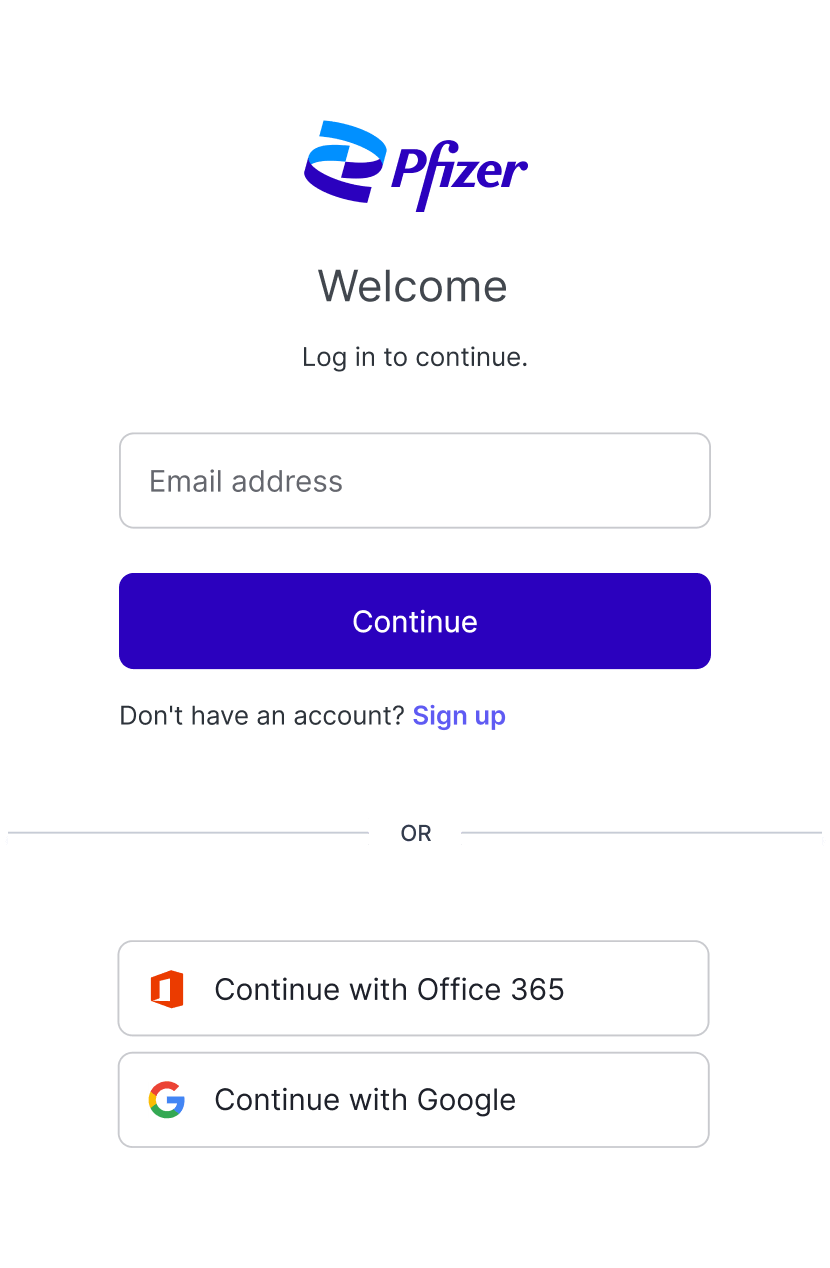 Pfizer
Welcome
Log in to continue.
Email address
Continue
Don't have an account? Sign up
OR
Continue with Office 365
Continue with Google